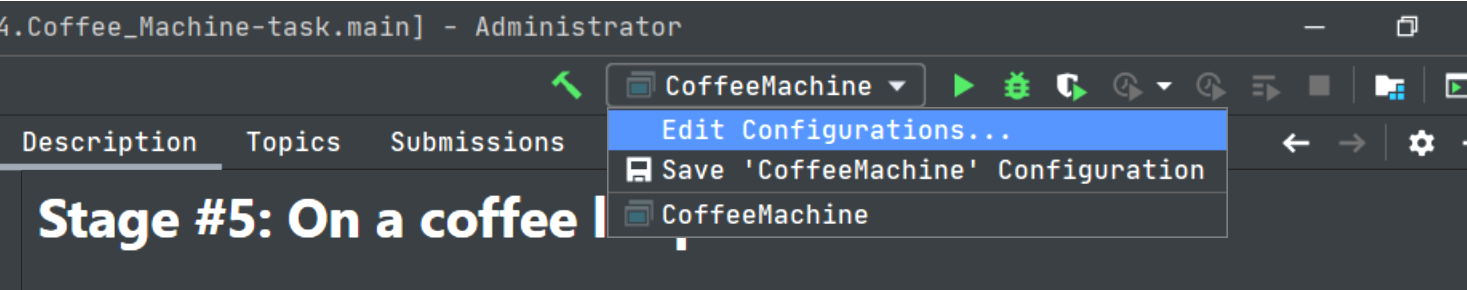 4.Coffee_Machine-task.main] - Administrator
CoffeeMachine
Edit Configurations...
Description Topics Submissions
Save 'CoffeeMachine' Configuration
CoffeeMachine
Stage #5: On a coffee